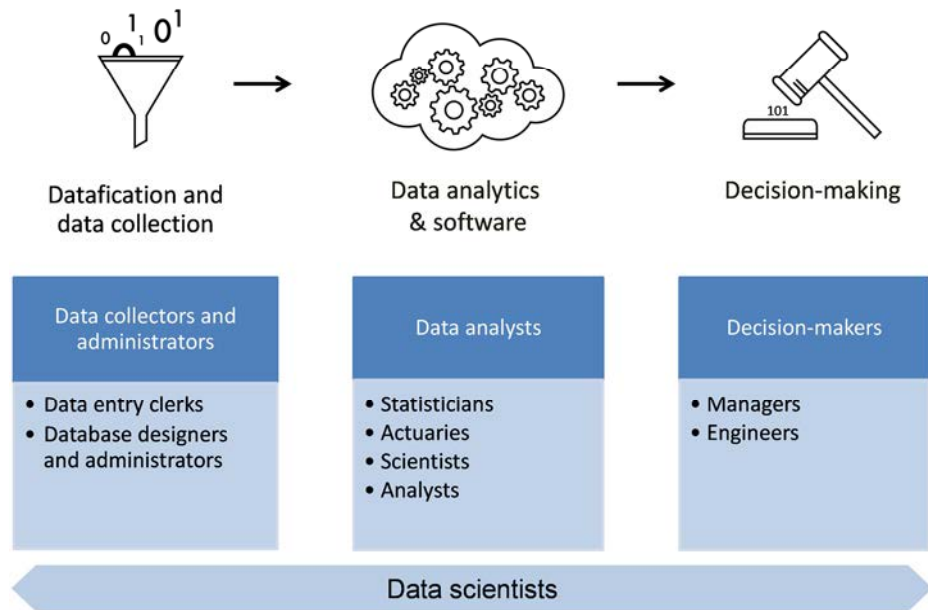 0 1 1 0 1
101
Datafication and
data collection
Data analytics
& software
Decision-making
Data collectors and
administrators
• Data entry clerks
• Database designers
and administrators
Data analysts
• Statisticians
• Actuaries
• Scientists
• Analysts
Decision-makers
• Managers
• Engineers
Data scientists